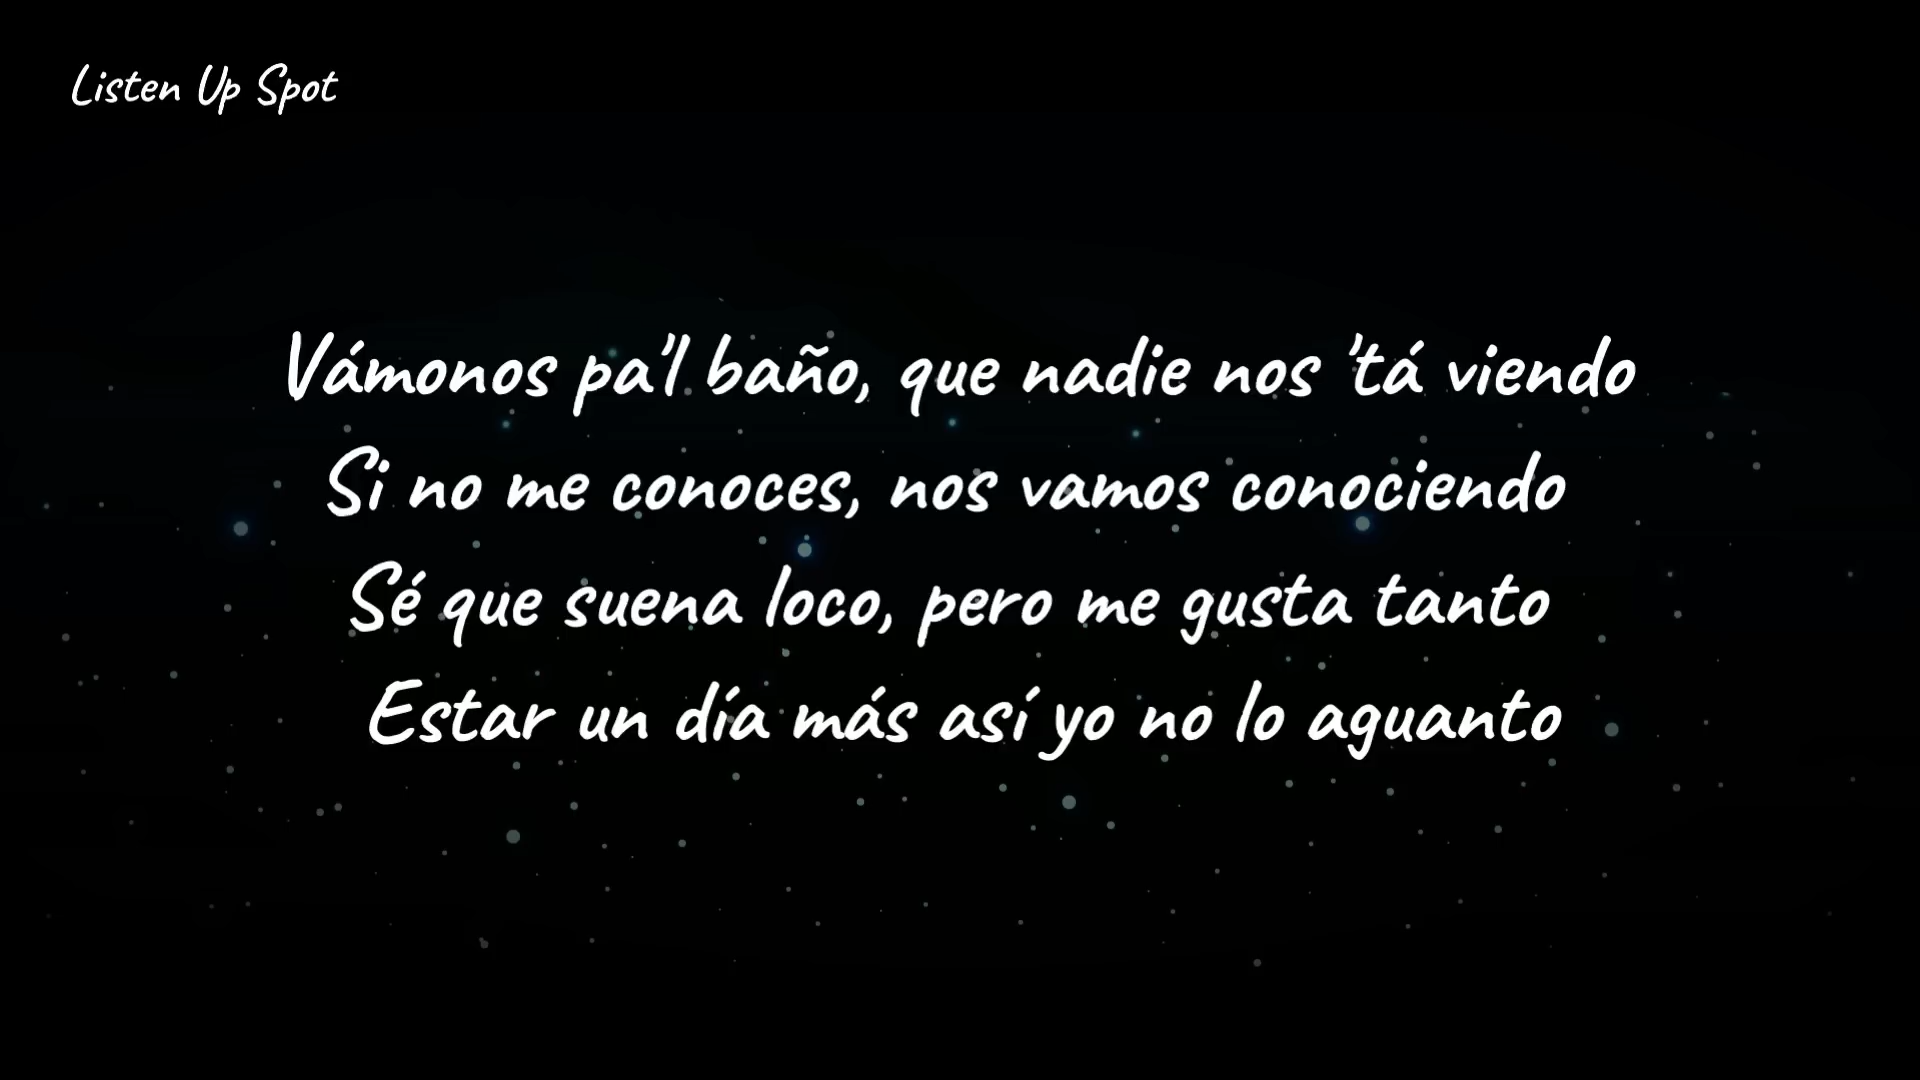 Listen Up Spot
Vámonos pa'l baño, que nadie nos 'tá viendo
Si no me conoces, nos vamos conociendo
Sé que suena loco, pero me gusta tanto
Estar un día más así yo no lo aguanto